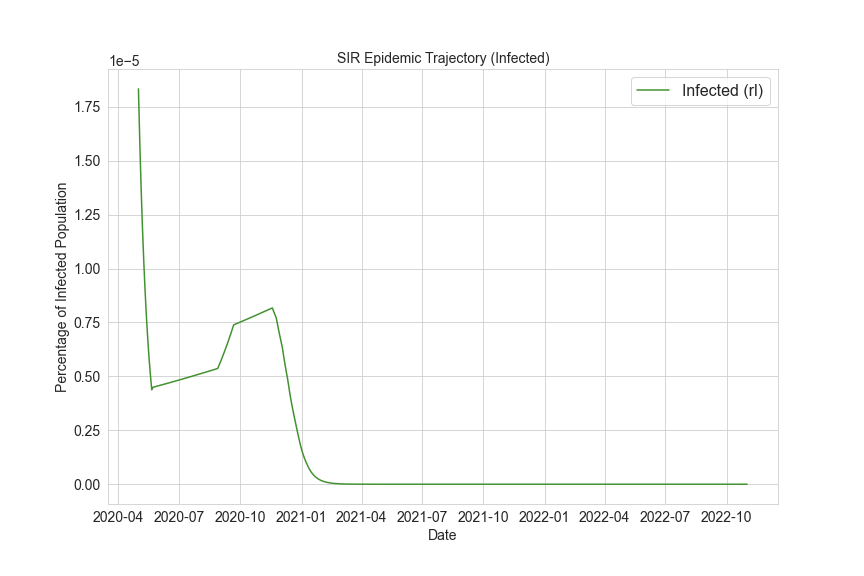 SIR Epidemic Trajectory (Infected)
1e−5
Infected (rI)
1.75
1.50
1.25
1.00
0.75
0.50
0.25
0.00
Percentage of Infected Population
2020-04 2020-07 2020-10 2021-01 2021-04 2021-07 2021-10 2022-01 2022-04 2022-07 2022-10
Date